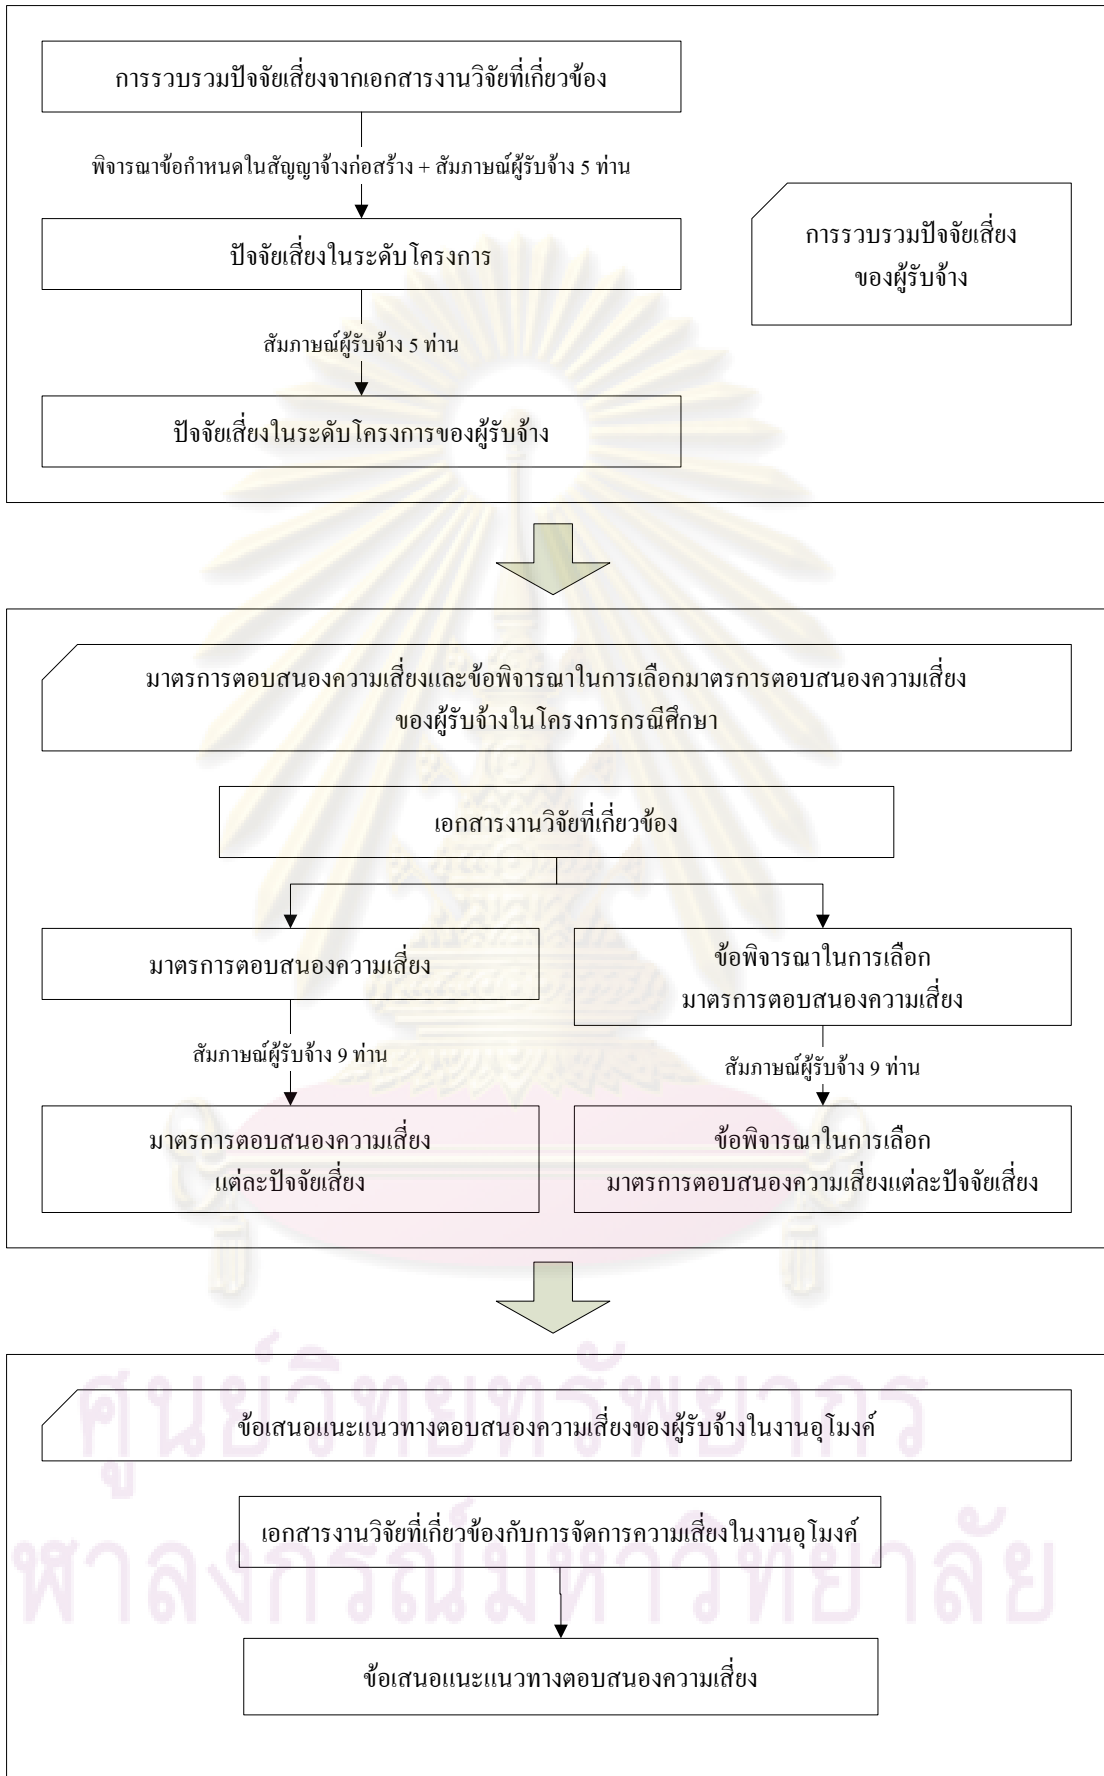 การรวบรวมปัจจัยเสี่ยงจากเอกสารงานวิจัยที่เกี่ยวข้อง
พิจารณาข้อกำหนดในสัญญาจ้างก่อสร้าง + สัมภาษณ์ผู้รับจ้าง 5 ท่าน
ปัจจัยเสี่ยงในระดับโครงการ
สัมภาษณ์ผู้รับจ้าง 5 ท่าน
ปัจจัยเสี่ยงในระดับโครงการของผู้รับจ้าง
การรวบรวมปัจจัยเสี่ยง
ของผู้รับจ้าง
มาตรการตอบสนองความเสี่ยงและข้อพิจารณาในการเลือกมาตรการตอบสนองความเสี่ยง
ของผู้รับจ้างในโครงการกรณีศึกษา
เอกสารงานวิจัยที่เกี่ยวข้อง
มาตรการตอบสนองความเสี่ยง
ข้อพิจารณาในการเลือก
มาตรการตอบสนองความเสี่ยง
สัมภาษณ์ผู้รับจ้าง 9 ท่าน
สัมภาษณ์ผู้รับจ้าง 9 ท่าน
มาตรการตอบสนองความเสี่ยง
แต่ละปัจจัยเสี่ยง
ข้อพิจารณาในการเลือก
มาตรการตอบสนองความเสี่ยงแต่ละปัจจัยเสี่ยง
ข้อเสนอแนะแนวทางตอบสนองความเสี่ยงของผู้รับจ้างในงานอุโมงค์
เอกสารงานวิจัยที่เกี่ยวข้องกับการจัดการความเสี่ยงในงานอุโมงค์
ข้อเสนอแนะแนวทางตอบสนองความเสี่ยง
ศูนย์วิทยทรัพยากร
ฬาลงกรณ์มหาวิทยาลัย